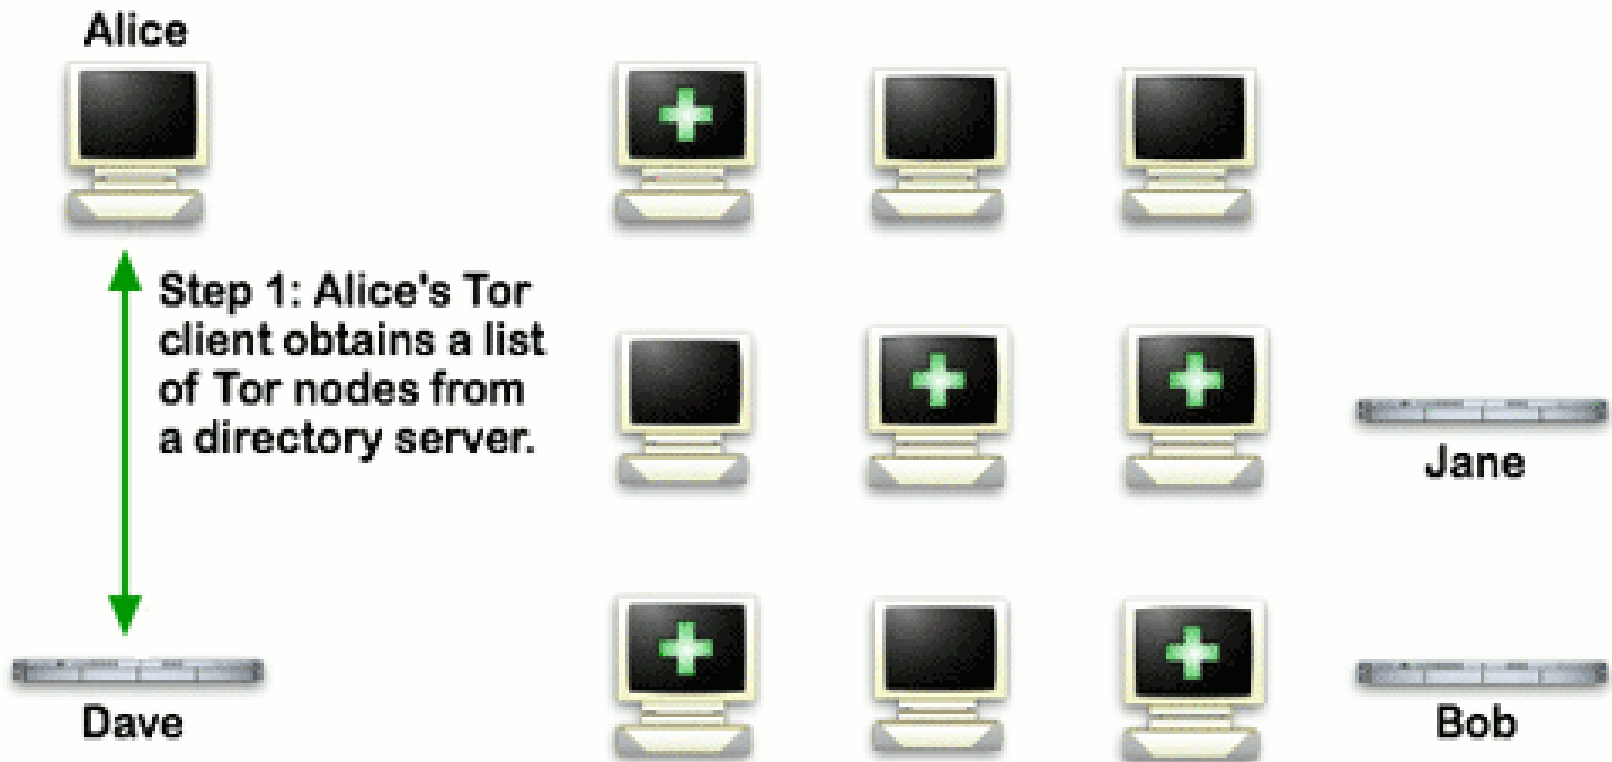 Alice
Step 1: Alice's Tor
client obtains a list
of Tor nodes from
a directory server.
Jane
Dave
Bob